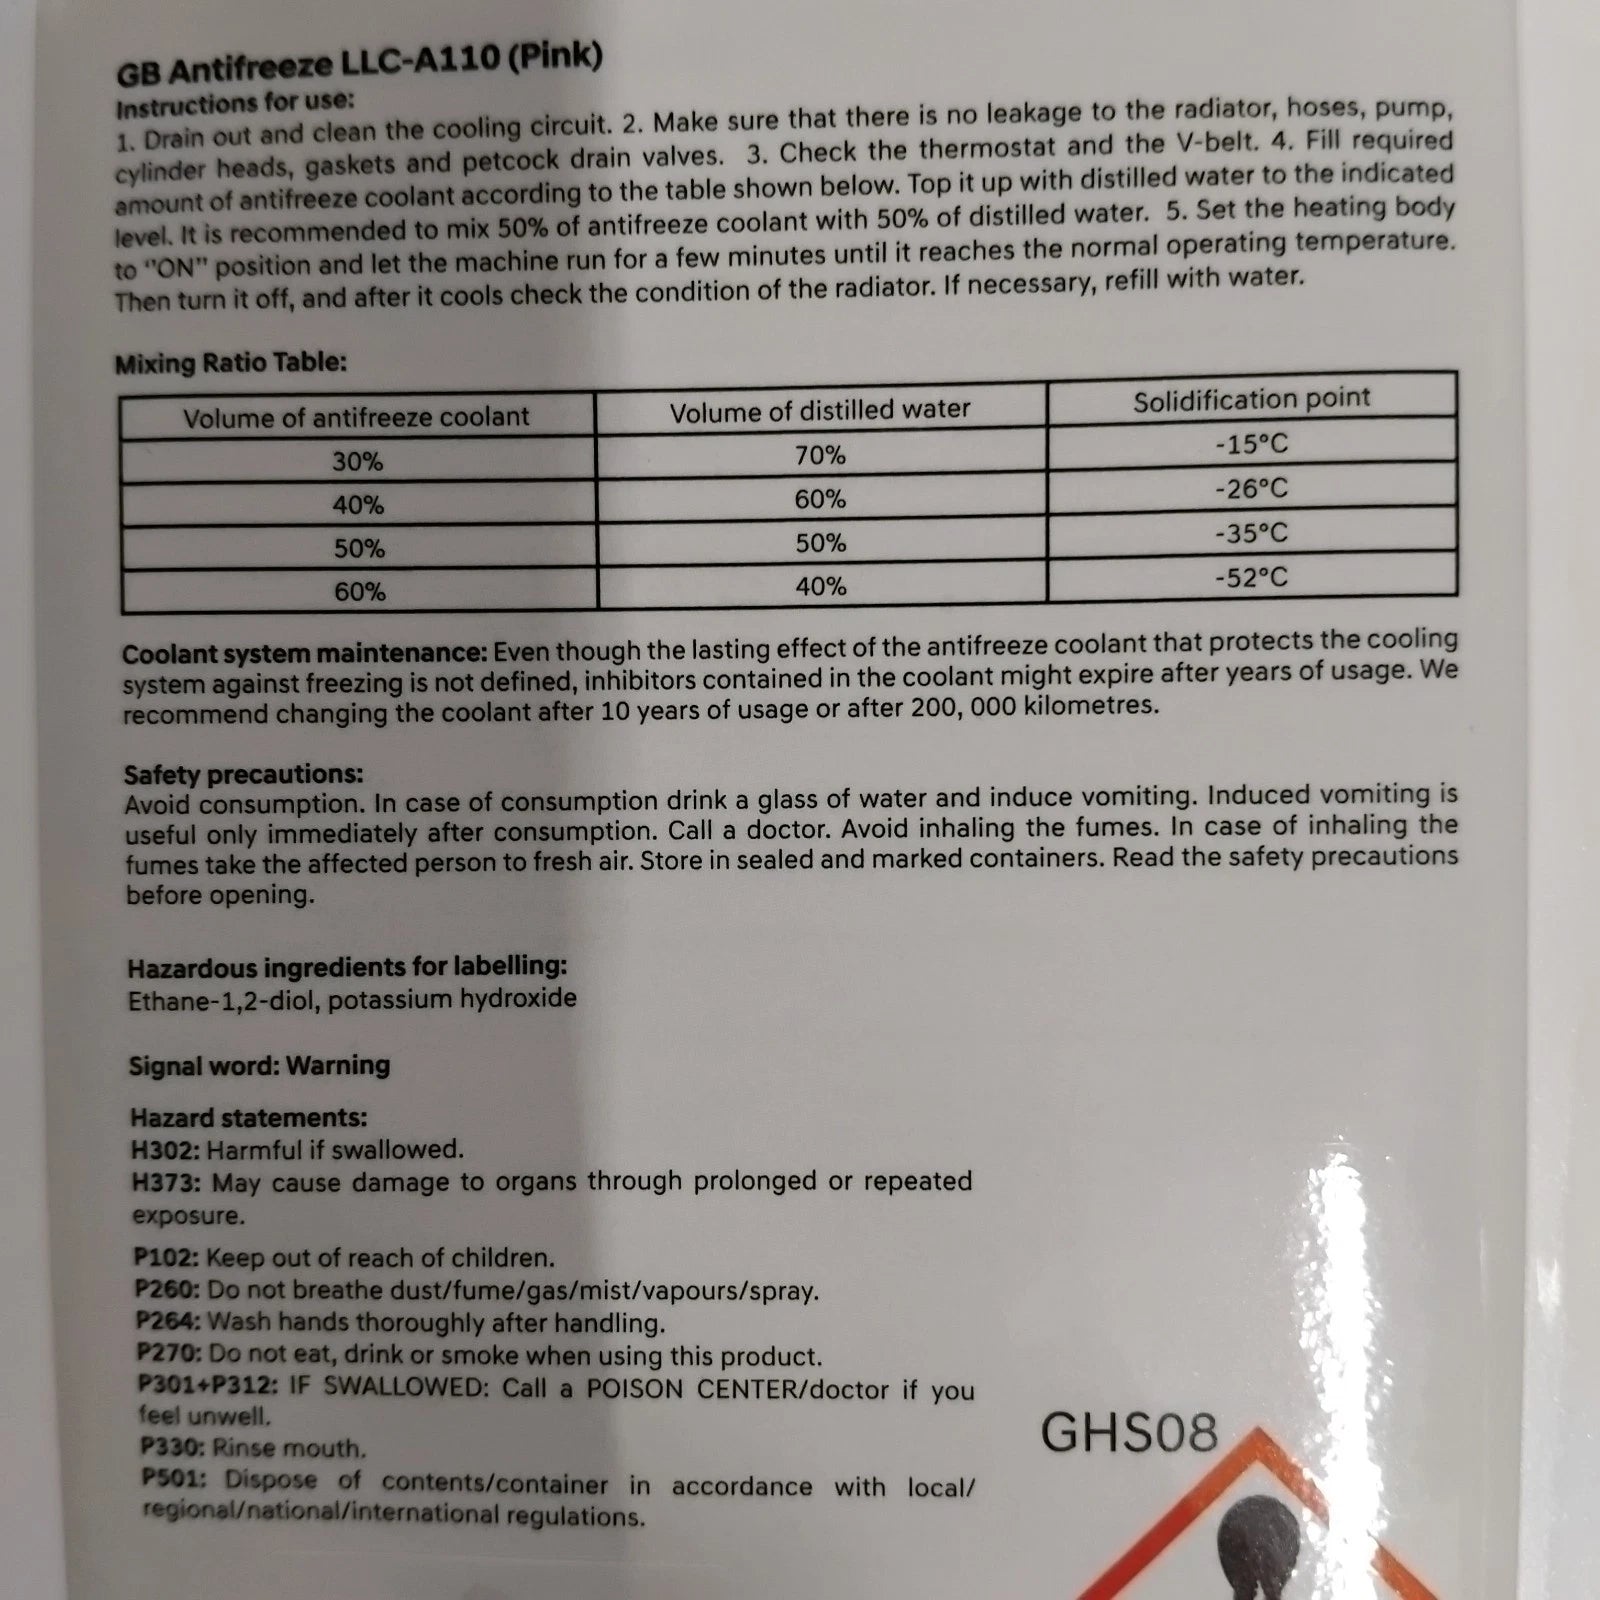 GB Antifreeze LLC-A110 (Pink)
Instructions for use:
1. Drain out and clean the cooling circuit. 2. Make sure that there is no leakage to the radiator, hoses, pump,
cylinder heads, gaskets and petcock drain valves. 3. Check the thermostat and the V-belt. 4. Fill required
amount of antifreeze coolant according to the table shown below. Top it up with distilled water to the indicated
level. It is recommended to mix 50% of antifreeze coolant with 50% of distilled water. 5. Set the heating body
to "ON" position and let the machine run for a few minutes until it reaches the normal operating temperature.
Then turn it off, and after it cools check the condition of the radiator. If necessary, refill with water.
Mixing Ratio Table:
Volume of antifreeze coolant Volume of distilled water Solidification point
30% 70% -15°C
40% 60% -26°C
50% 50% -35°C
60% 40% -52°C
Coolant system maintenance: Even though the lasting effect of the antifreeze coolant that protects the cooling
system against freezing is not defined, inhibitors contained in the coolant might expire after years of usage. We
recommend changing the coolant after 10 years of usage or after 200, 000 kilometres.
Safety precautions:
Avoid consumption. In case of consumption drink a glass of water and induce vomiting. Induced vomiting is
useful only immediately after consumption. Call a doctor. Avoid inhaling the fumes. In case of inhaling the
fumes take the affected person to fresh air. Store in sealed and marked containers. Read the safety precautions
before opening.
Hazardous ingredients for labelling:
Ethane-1,2-diol, potassium hydroxide
Signal word: Warning
Hazard statements:
H302: Harmful if swallowed.
H373: May cause damage to organs through prolonged or repeated
exposure.
P102: Keep out of reach of children.
P260: Do not breathe dust/fume/gas/mist/vapours/spray.
P264: Wash hands thoroughly after handling.
P270: Do not eat, drink or smoke when using this product.
P301+P312: IF SWALLOWED: Call a POISON CENTER/doctor if you
feel unwell.
P330: Rinse mouth.
P501: Dispose of contents/container in accordance with local/
regional/national/international regulations.
GHS08